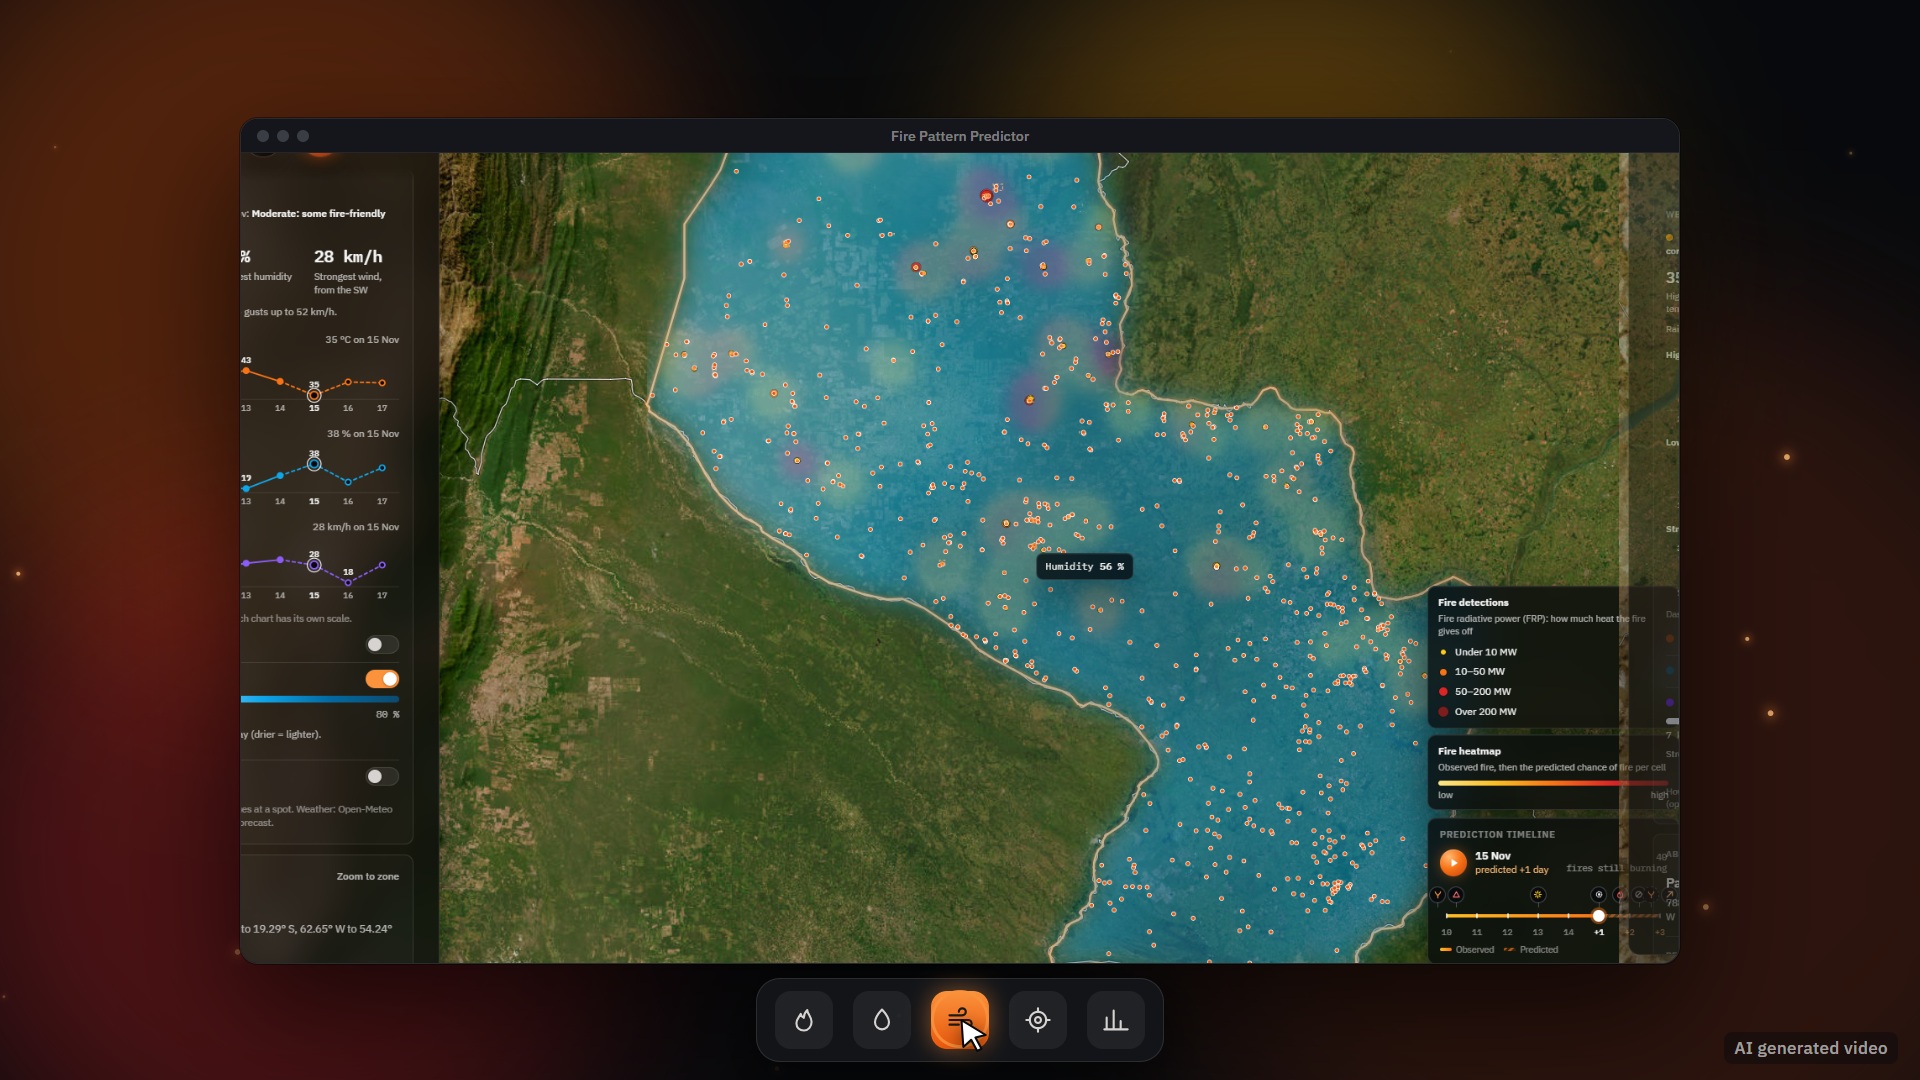 Fire Pattern Predictor
Moderate: some fire-friendly
%
28 km/h
est humidity
Strongest wind,
from the SW
gusts up to 52 km/h.
35 °C on 15 Nov
43
35
13 14 15 16 17
38 % on 15 Nov
38
19
13 14 15 16 17
28 km/h on 15 Nov
28
18
13 14 15 16 17
ch chart has its own scale.
80 %
ay (drier = lighter).
es at a spot. Weather: Open-Meteo
orecast.
Zoom to zone
to 19.29° S, 62.65° W to 54.24°
Humidity 56 %
Fire detections
Fire radiative power (FRP): how much heat the fire
gives off
Under 10 MW
10–50 MW
50–200 MW
Over 200 MW
Fire heatmap
Observed fire, then the predicted chance of fire per cell
low high
PREDICTION TIMELINE
15 Nov
predicted +1 day
fires still burning
10 11 12 13 14 +1 +2 +3
Observed Predicted
AI generated video